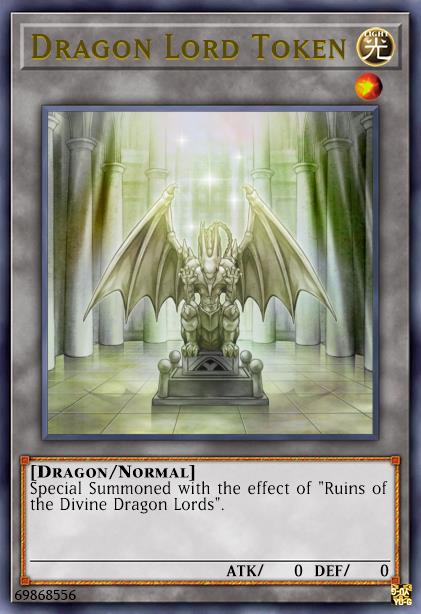 Dragon Lord Token
LIGHT
光
[Dragon/Normal]
Special Summoned with the effect of "Ruins of
the Divine Dragon Lords".
ATK/ 0 DEF/ 0
69868556